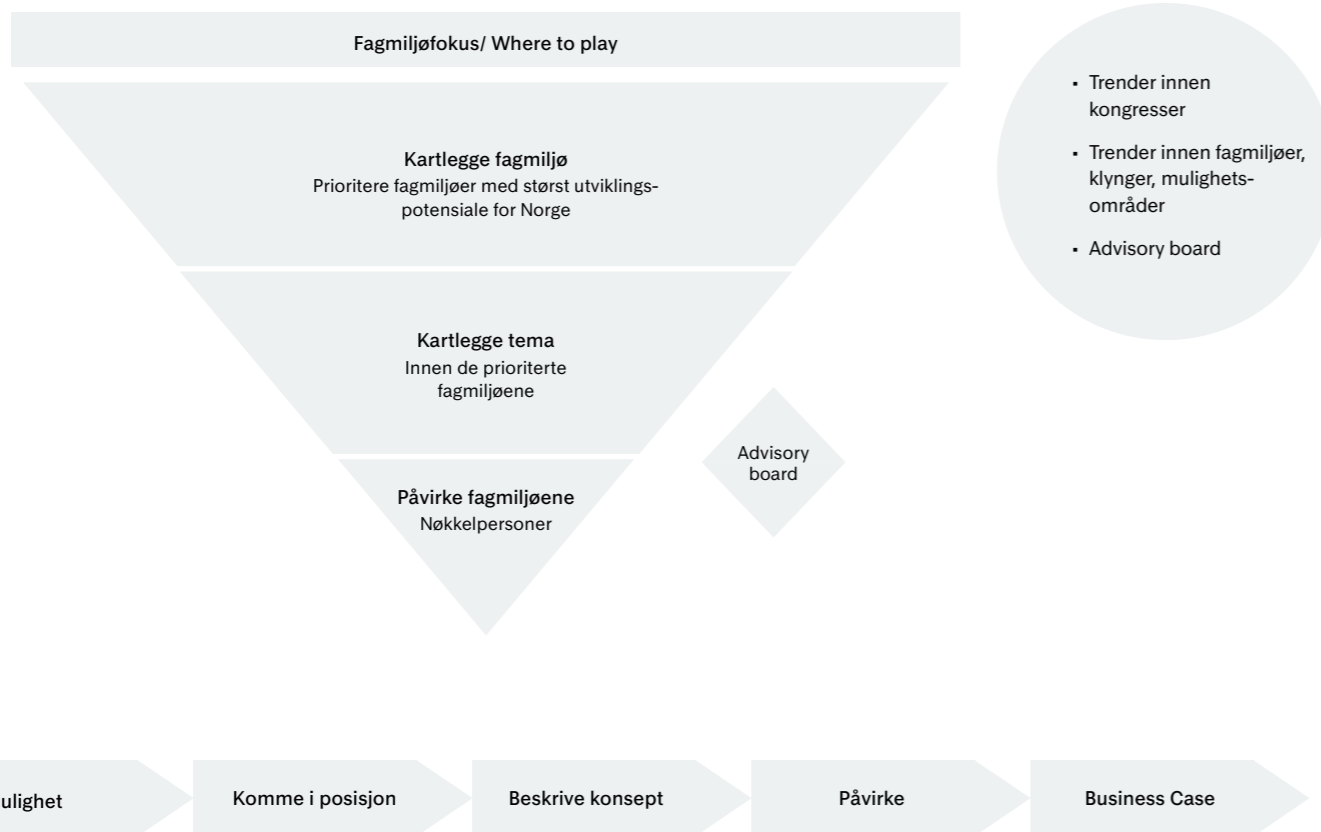 Fagmiljøfokus/ Where to play
Kartlegge fagmiljø
Prioritere fagmiljøer med størst utviklings-
potensiale for Norge
Kartlegge tema
Innen de prioriterte
fagmiljøene
Påvirke fagmiljøene
Nøkkelpersoner
Advisory
board
▪ Trender innen
kongresser
▪ Trender innen fagmiljøer,
klynger, mulighets-
områder
▪ Advisory board
ulighet
Komme i posisjon
Beskrive konsept
Påvirke
Business Case